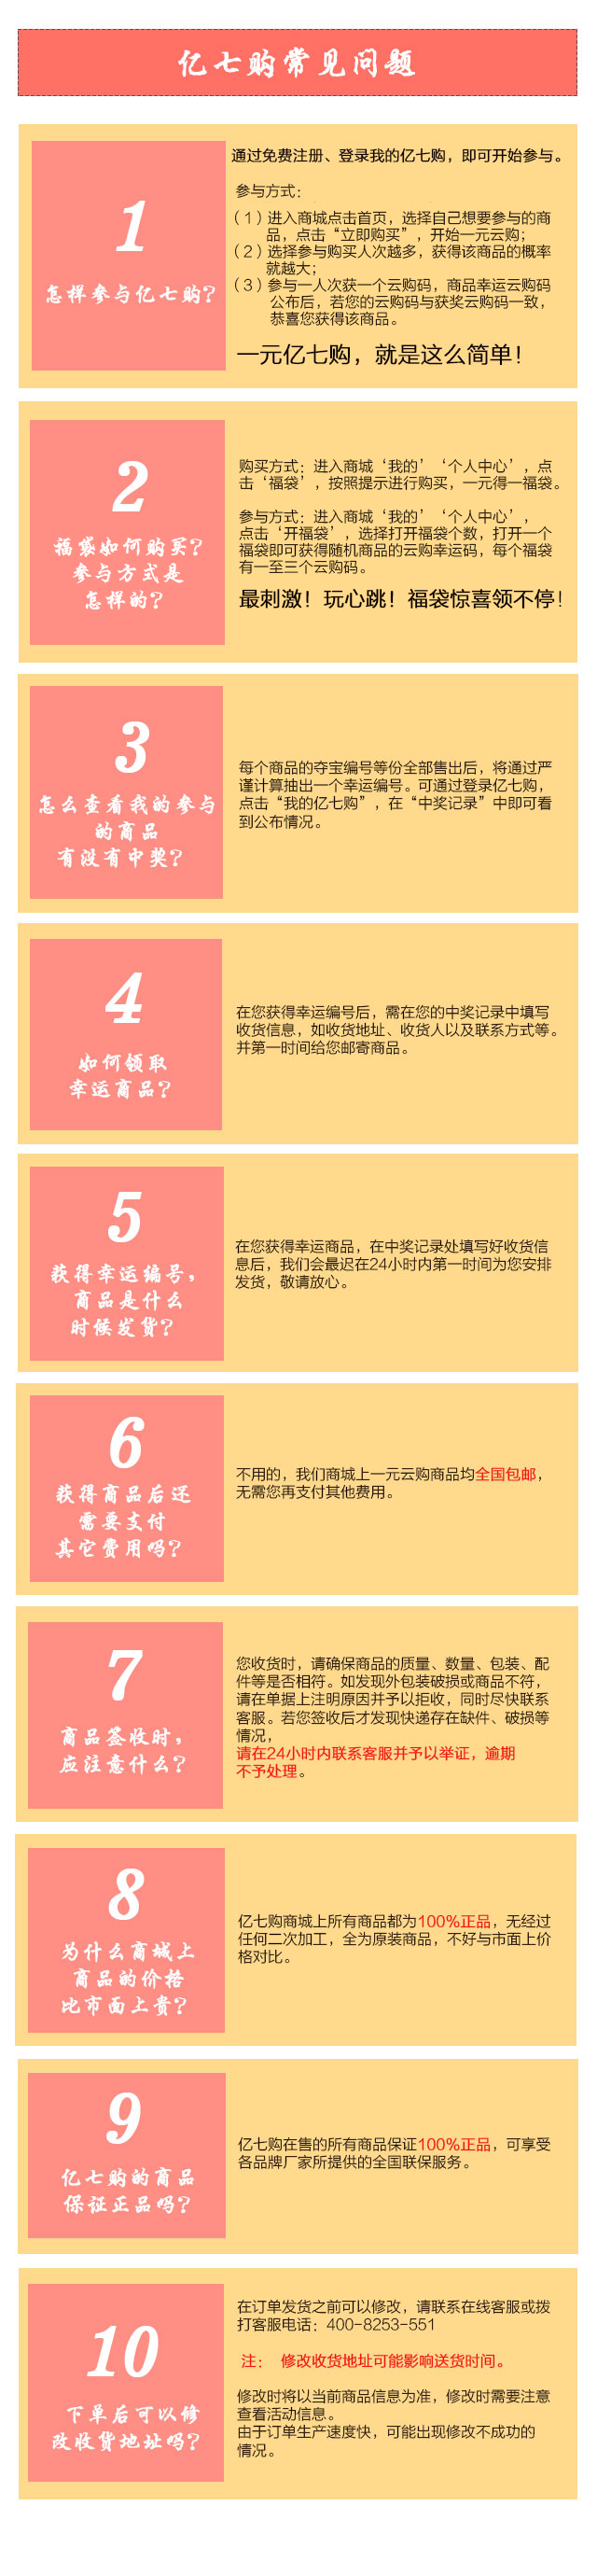 亿七购常见问题
1
怎样参与亿七购?
通过免费注册、登录我的亿七购，即可开始参与。
参与方式：
（1）进入商城点击首页，选择自己想要参与的商
品，点击“立即购买”，开始一元云购；
（2）选择参与购买人次越多，获得该商品的概率
就越大；
（3）参与一人次获一个云购码，商品幸运云购码
公布后，若您的云购码与获奖云购码一致，
恭喜您获得该商品。
一元亿七购，就是这么简单！
2
福袋如何购买?
参与方式是
怎样的?
购买方式：进入商城‘我的’‘个人中心’，点
击‘福袋’，按照提示进行购买，一元得一福袋。
参与方式：进入商城‘我的’‘个人中心’，
点击‘开福袋’，选择打开福袋个数，打开一个
福袋即可获得随机商品的云购幸运码，每个福袋
有一至三个云购码。
最刺激！玩心跳！福袋惊喜领不停！
3
怎么查看我的参与
的商品
有没有中奖?
每个商品的夺宝编号等份全部售出后，将通过严
谨计算抽出一个幸运编号。可通过登录亿七购，
点击“我的亿七购”，在“中奖记录”中即可看
到公布情况。
4
如何领取
幸运商品?
在您获得幸运编号后，需在您的中奖记录中填写
收货信息，如收货地址、收货人以及联系方式等。
并第一时间给您邮寄商品。
5
获得幸运编号，
商品是什么
时候发货?
在您获得幸运商品，在中奖记录处填写好收货信
息后，我们会最迟在24小时内第一时间为您安排
发货，敬请放心。
6
获得商品后还
需要支付
其它费用吗?
不用的，我们商城上一元云购商品均全国包邮，
无需您再支付其他费用。
7
商品签收时，
应注意什么?
您收货时，请确保商品的质量、数量、包装、配
件等是否相符。如发现外包装破损或商品不符，
请在单据上注明原因并予以拒收，同时尽快联系
客服。若您签收后才发现快递存在缺件、破损等
情况，
请在24小时内联系客服并予以举证，逾期
不予处理。
8
为什么商城上
商品的价格
比市面上贵?
亿七购商城上所有商品都为100%正品，无经过
任何二次加工，全为原装商品，不好与市面上价
格对比。
9
亿七购的商品
保证正品吗?
亿七购在售的所有商品保证100%正品，可享受
各品牌厂家所提供的全国联保服务。
10
下单后可以修
改收货地址吗?
在订单发货之前可以修改，请联系在线客服或拨
打客服电话：400-8253-551
注： 修改收货地址可能影响送货时间。
修改时将以当前商品信息为准，修改时需要注意
查看活动信息。
由于订单生产速度快，可能出现修改不成功的
情况。